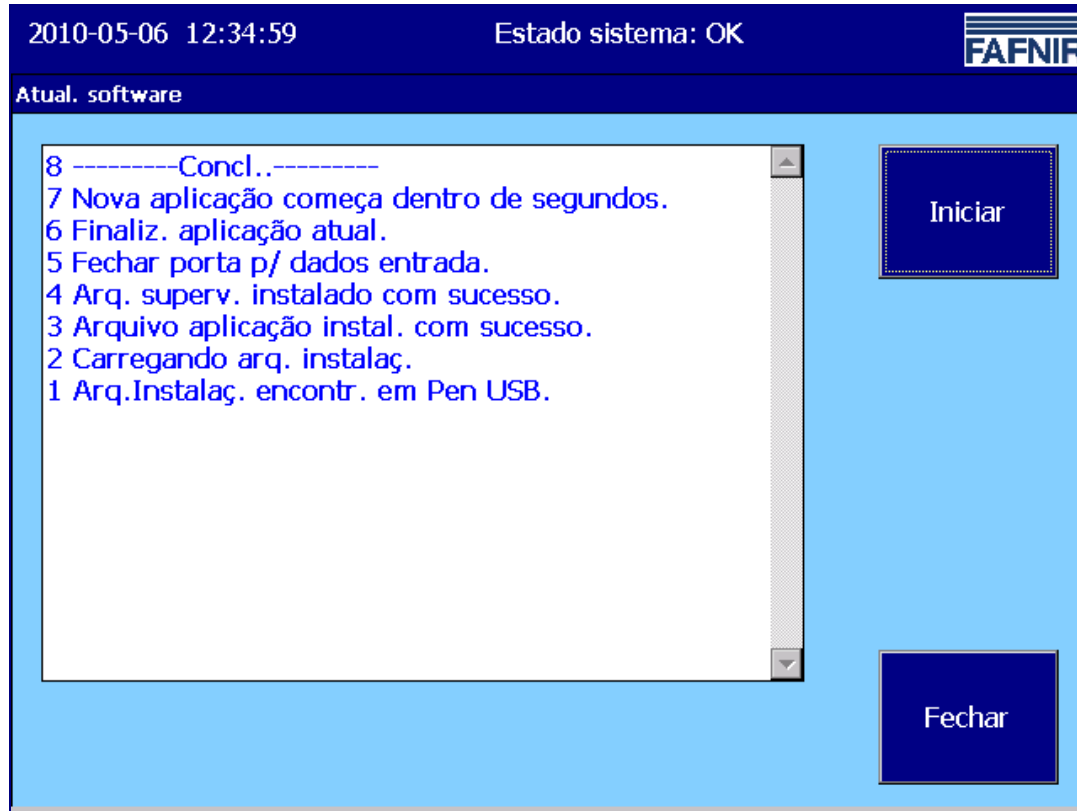 2010-05-06 12:34:59 Estado sistema: OK FAFNIR
Atual. software
8 ---------Concl..---------
7 Nova aplicação começa dentro de segundos.
6 Finaliz. aplicação atual.
5 Fechar porta p/ dados entrada.
4 Arq. superv. instalado com sucesso.
3 Arquivo aplicação instal. com sucesso.
2 Carregando arq. instalaç.
1 Arq.Instalaç. encontr. em Pen USB.
Iniciar
Fechar